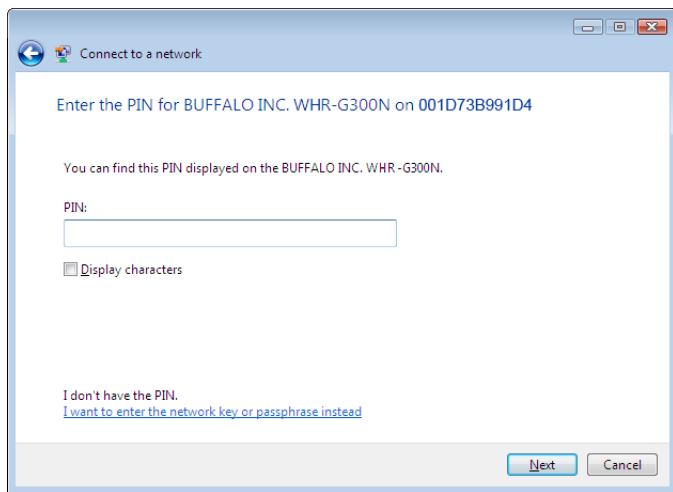 Connect to a network
Enter the PIN for BUFFALO INC. WHR-G300N on 001D73B991D4
You can find this PIN displayed on the BUFFALO INC. WHR -G300N.
PIN:
Display characters
I don't have the PIN.
I want to enter the network key or passphrase instead
Next Cancel